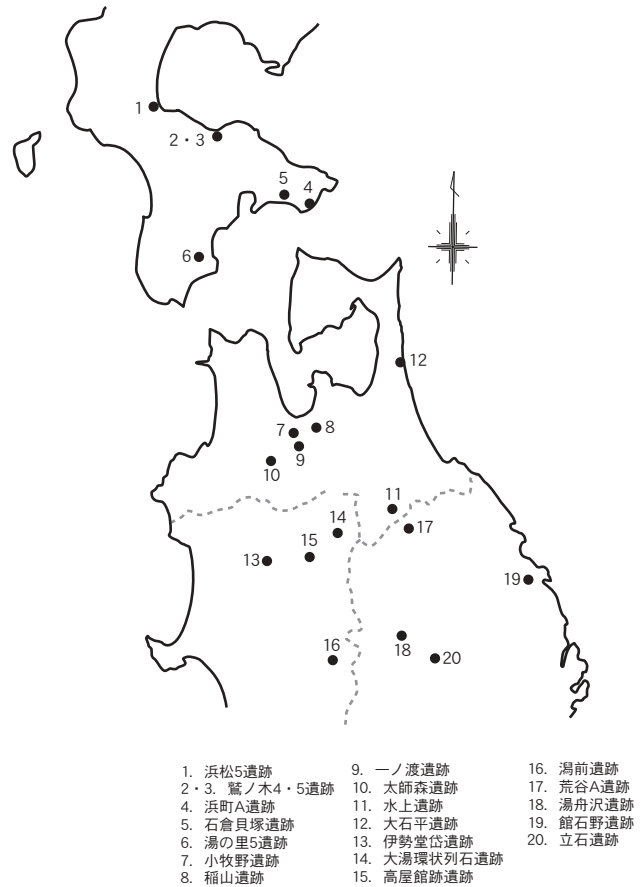 1
2・3
5
4
6
12
7
8
9
10
11
14
17
15
13
19
18
16
20
1. 浜松5遺跡
2・3. 鷲ノ木4・5遺跡
4. 浜町A遺跡
5. 石倉貝塚遺跡
6. 湯の里5遺跡
7. 小牧野遺跡
8. 稲山遺跡
9. 一ノ渡遺跡
10. 太師森遺跡
11. 水上遺跡
12. 大石平遺跡
13. 伊勢堂岱遺跡
14. 大湯環状列石遺跡
15. 高屋館跡遺跡
16. 潟前遺跡
17. 荒谷A遺跡
18. 湯舟沢遺跡
19. 館石野遺跡
20. 立石遺跡